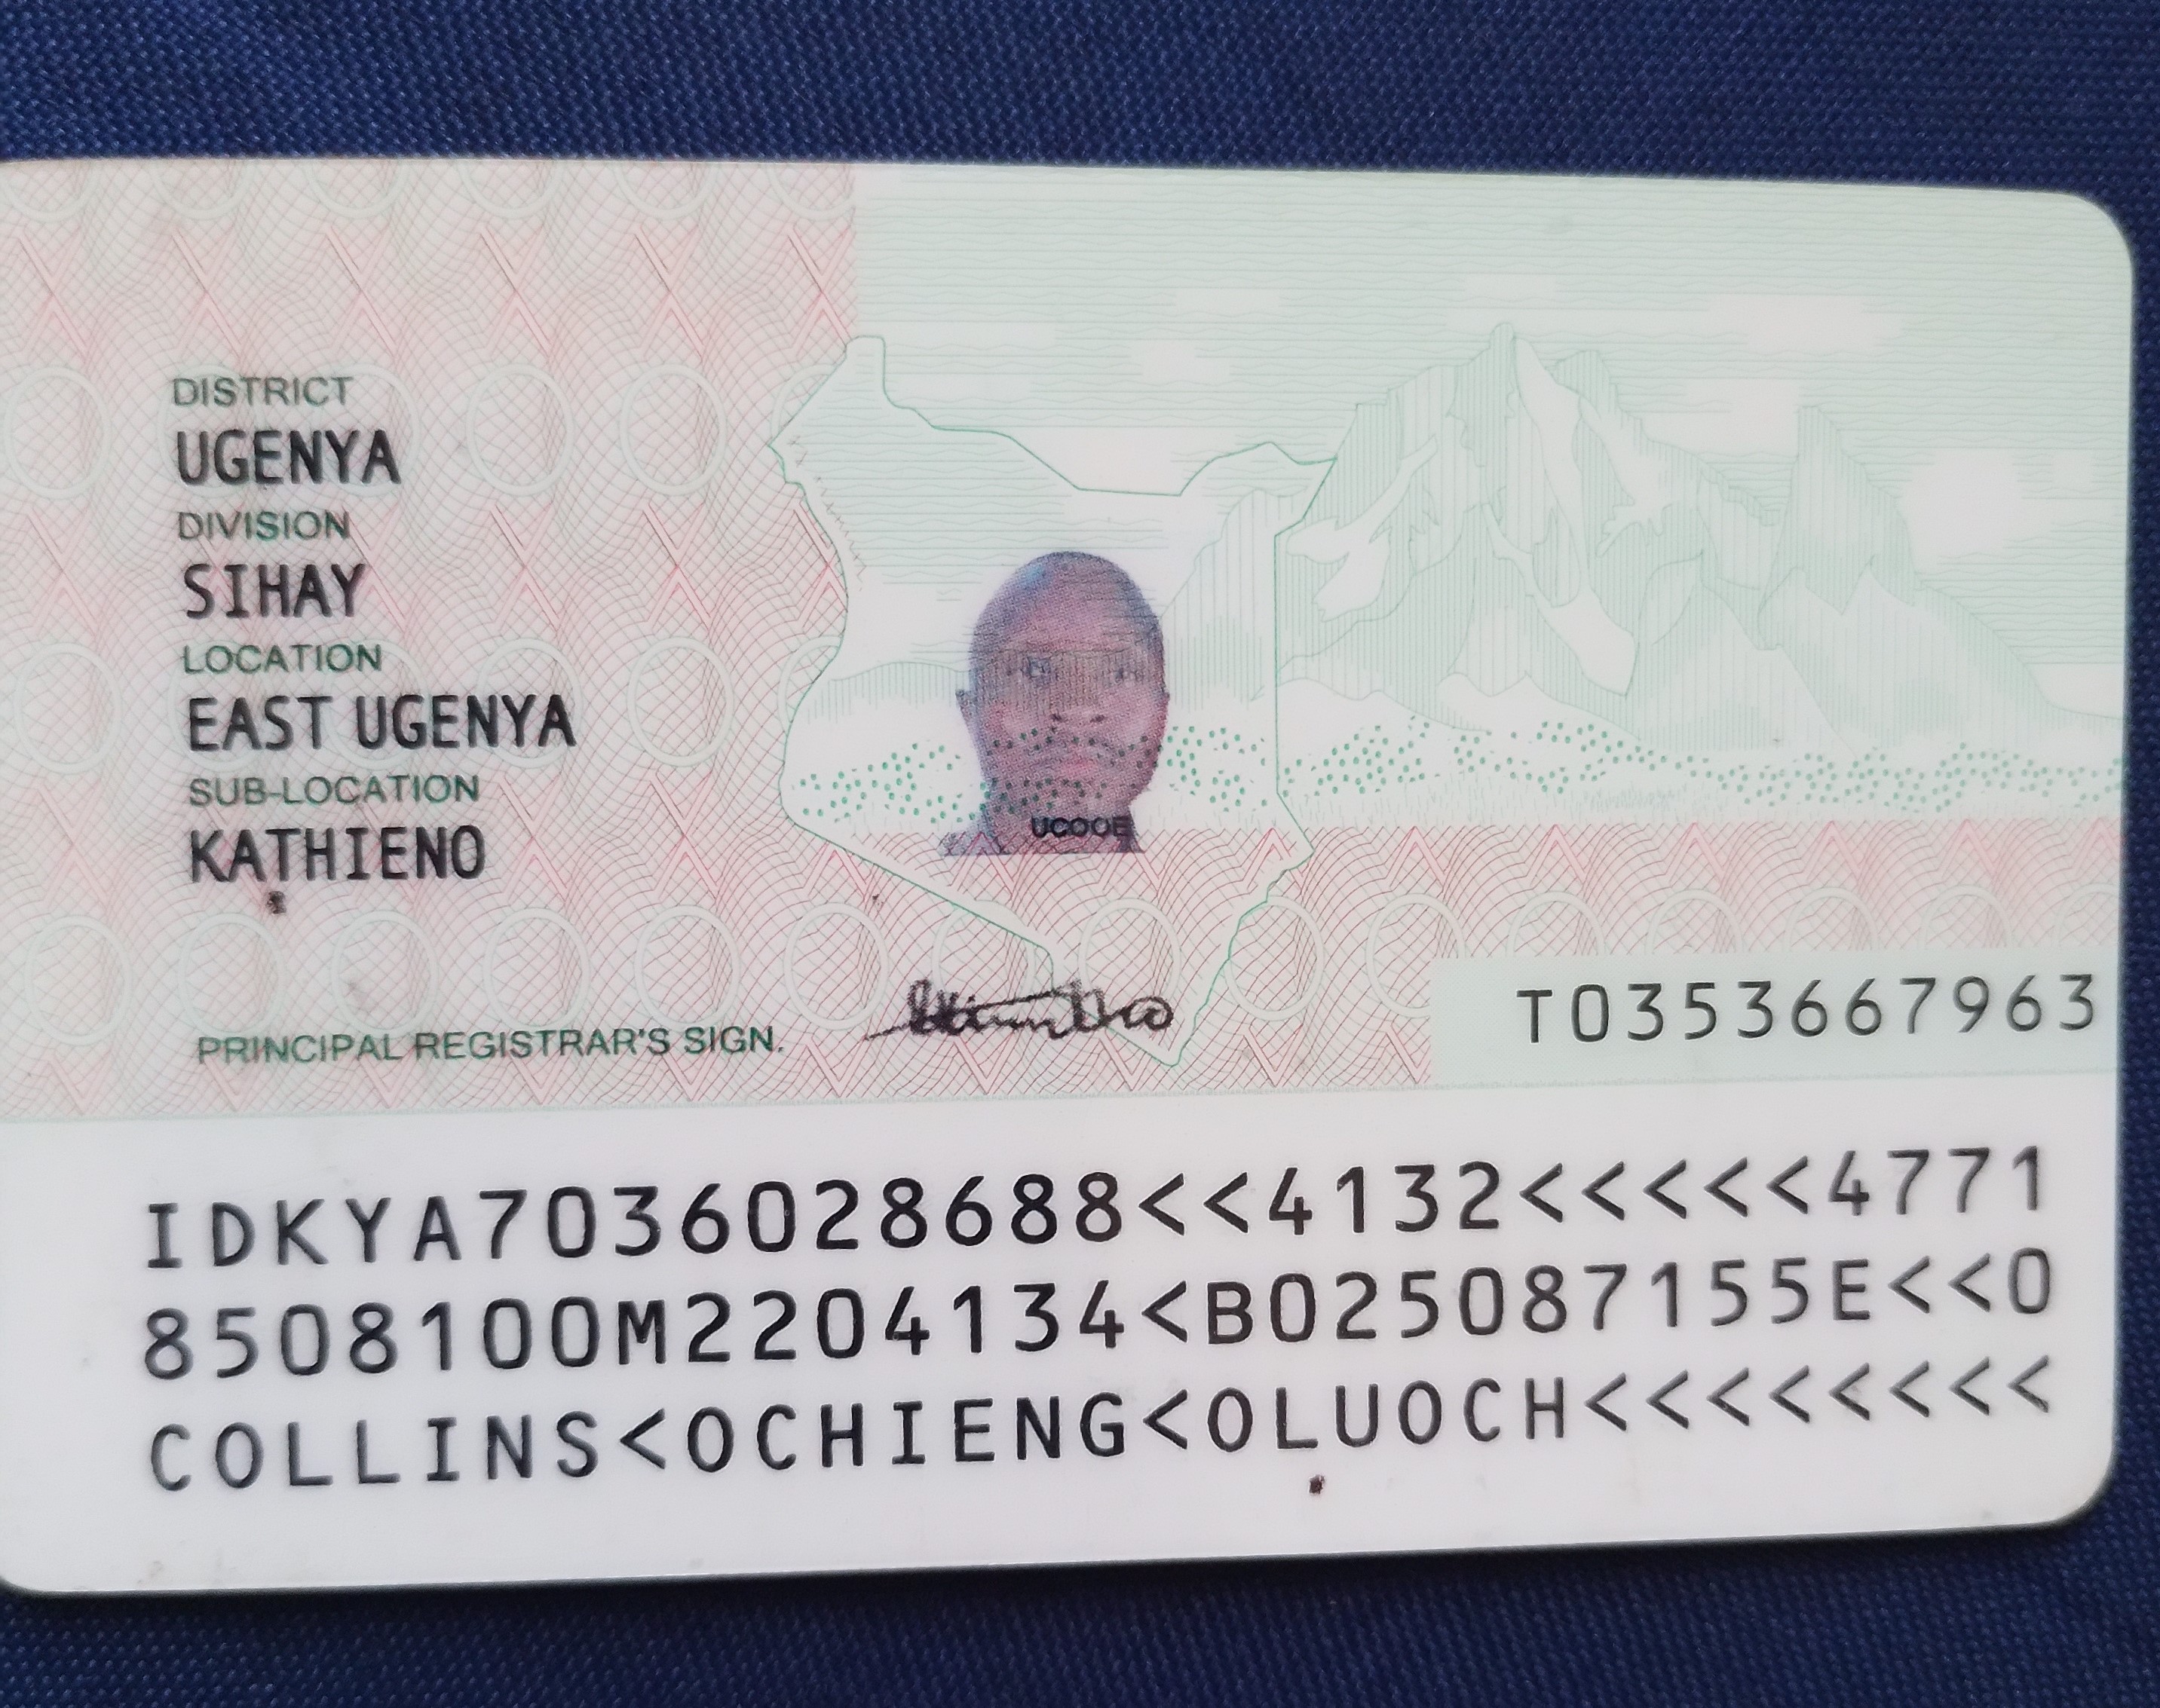 DISTRICT
UGENYA
DIVISION
SIHAY
LOCATION
EAST UGENYA
SUB-LOCATION
KATHIENO
UCOOE
PRINCIPAL REGISTRAR'S SIGN.
T0353667963
IDKYA7036028688<<4132<<<<<4771
8508100M2204134<B025087155E<<0
COLLINS<OCHIENG<OLUOCH<<<<<<<<